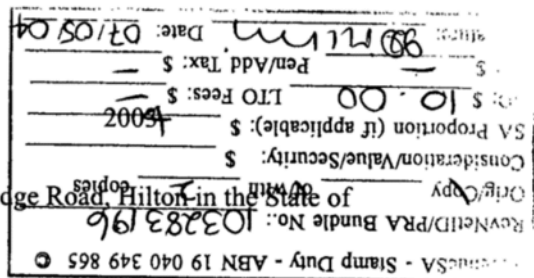 RevenueSA - Stamp Duty - ABN 19 040 349 865 ©
RevNetID/PRA Bundle No.: 103283196
Orig/Copy with copies
Consideration/Value/Security: $
SA Proportion (if applicable): $
$ 10.00 LTO Fees: $ —
$ — Pen/Add Tax: $ —
Date: 07/05/04
dge Road, Hilton in the State of
2004